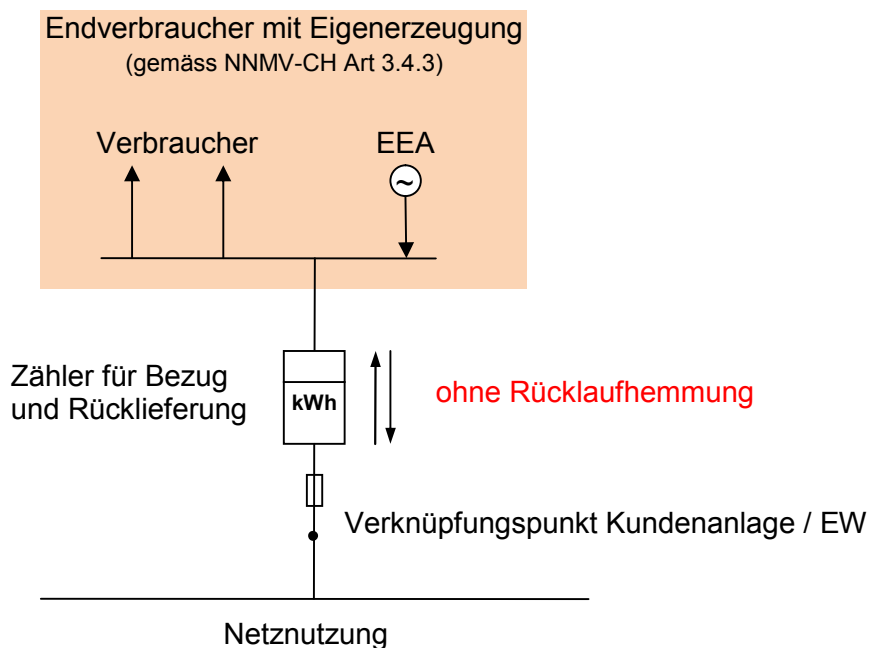 Endverbraucher mit Eigenerzeugung
(gemäss NNMV-CH Art 3.4.3)
Verbraucher
EEA
~
Zähler für Bezug
und Rücklieferung
kWh
ohne Rücklaufhemmung
Verknüpfungspunkt Kundenanlage / EW
Netznutzung